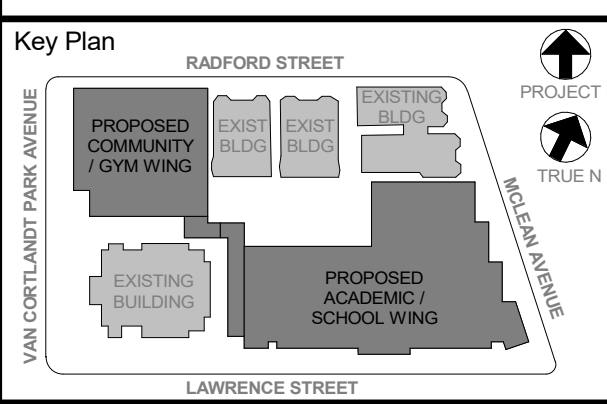 Key Plan
RADFORD STREET
PROJECT
TRUE N
VAN CORTLANDT PARK AVENUE
PROPOSED
COMMUNITY
/ GYM WING
EXIST
BLDG
EXIST
BLDG
EXISTING
BLDG
MCLEAN AVENUE
EXISTING
BUILDING
PROPOSED
ACADEMIC /
SCHOOL WING
LAWRENCE STREET